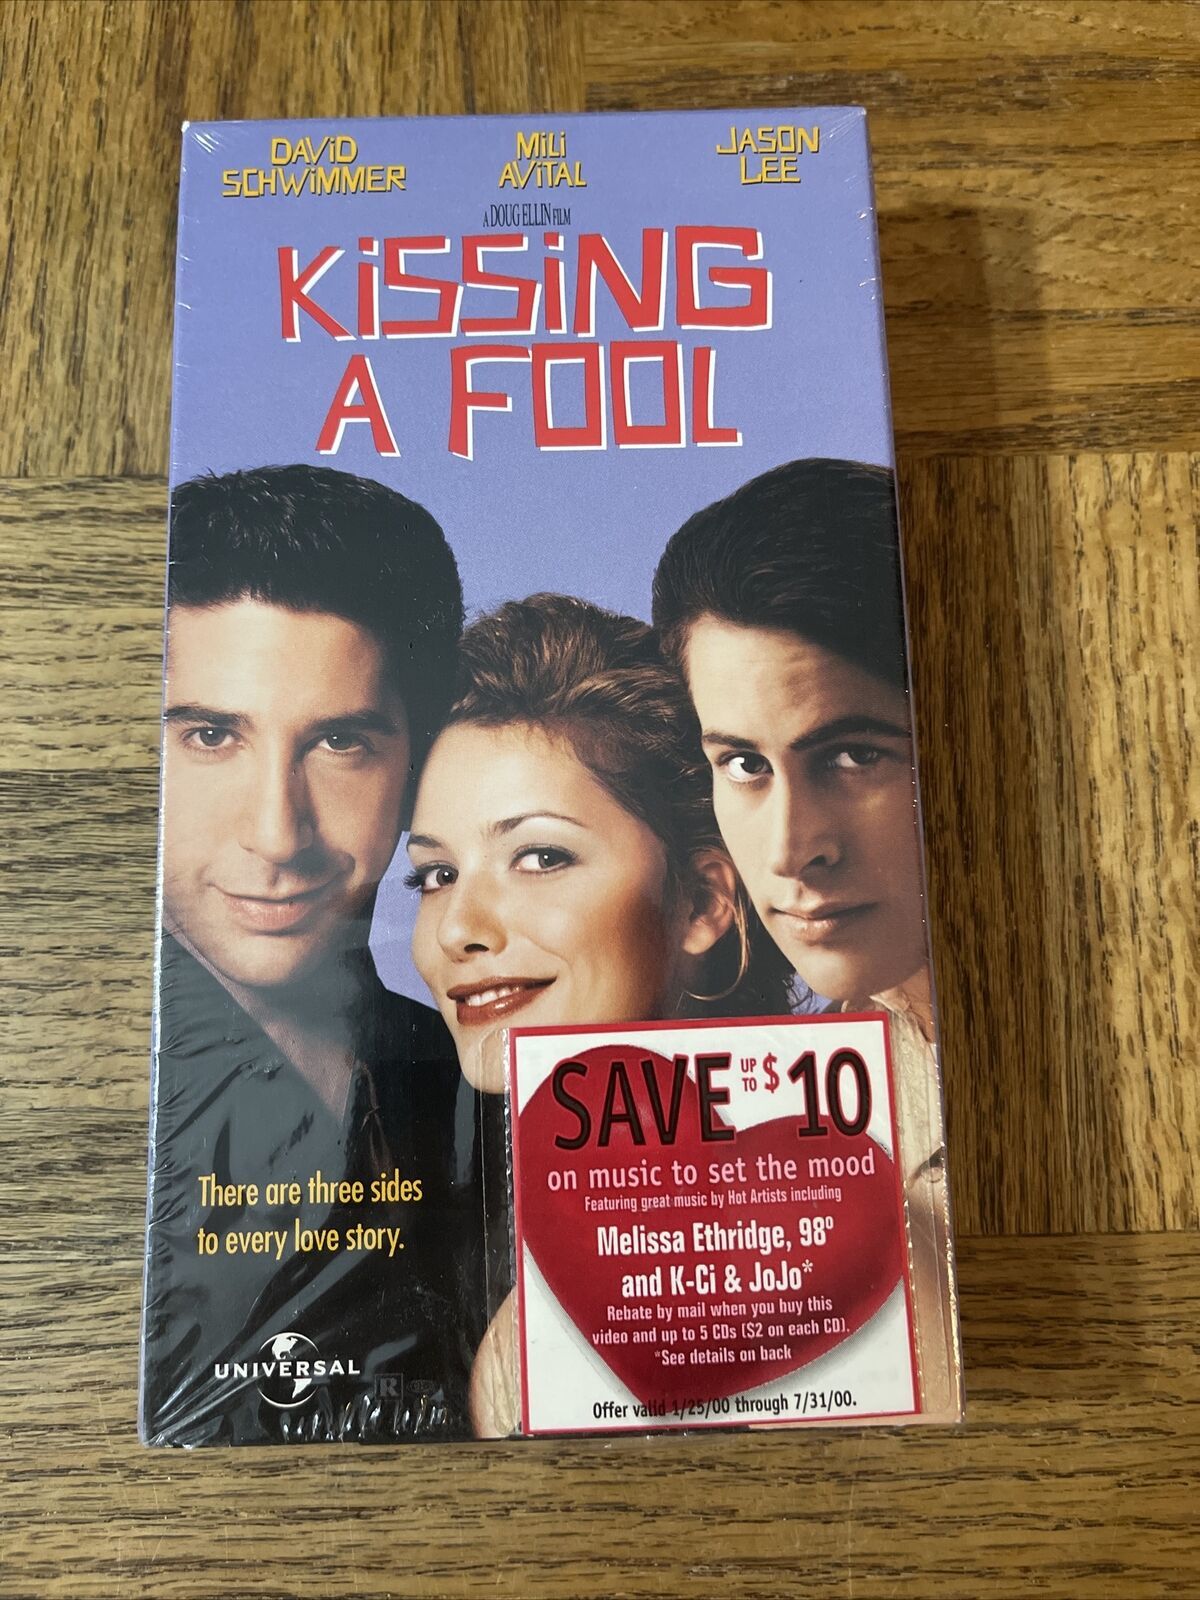 DAViD
SCHWiMMER
MiLi
AViTAL
JASON
LEE
A DOUG ELLIN FILM
KiSSiNG
A FOOL
There are three sides
to every love story.
UNIVERSAL
R
SAVE UP TO $10
on music to set the mood
Featuring great music by Hot Artists including
Melissa Ethridge, 98º
and K-Ci & JoJo*
Rebate by mail when you buy this
video and up to 5 CDs ($2 on each CD).
*See details on back
Offer valid 1/25/00 through 7/31/00.